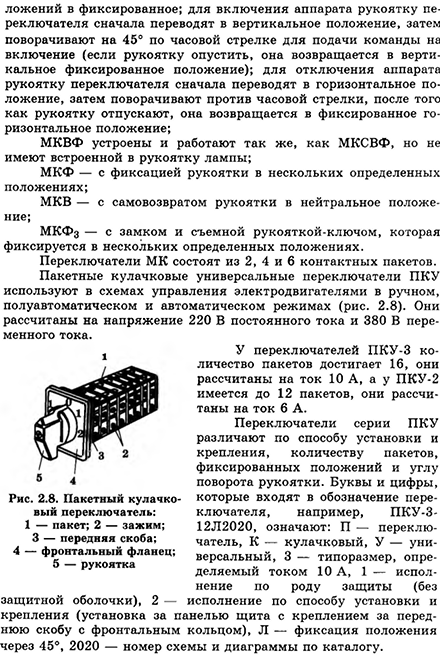 ложений в фиксированное; для включения аппарата рукоятку пе-
реключателя сначала переводят в вертикальное положение, затем
поворачивают на 45° по часовой стрелке для подачи команды на
включение (если рукоятку опустить, она возвращается в верти-
кальное фиксированное положение); для отключения аппарата
рукоятку переключателя сначала переводят в горизонтальное по-
ложение, затем поворачивают против часовой стрелки, после того
как рукоятку отпускают, она возвращается в фиксированное го-
ризонтальное положение;
МКВФ устроены и работают так же, как МКСВФ, но не
имеют встроенной в рукоятку лампы;
МКФ — с фиксацией рукоятки в нескольких определенных
положениях;
МКВ — с самовозвратом рукоятки в нейтральное положе-
ние;
МКФ₃ — с замком и съемной рукояткой-ключом, которая
фиксируется в нескольких определенных положениях.
Переключатели МК состоят из 2, 4 и 6 контактных пакетов.
Пакетные кулачковые универсальные переключатели ПКУ
используют в схемах управления электродвигателями в ручном,
полуавтоматическом и автоматическом режимах (рис. 2.8). Они
рассчитаны на напряжение 220 В постоянного тока и 380 В пере-
менного тока.
У переключателей ПКУ-3 ко-
личество пакетов достигает 16, они
рассчитаны на ток 10 А, а у ПКУ-2
имеется до 12 пакетов, они рассчи-
таны на ток 6 А.
Переключатели серии ПКУ
различают по способу установки и
крепления, количеству пакетов,
фиксированных положений и углу
поворота рукоятки. Буквы и цифры,
которые входят в обозначение пере-
ключателя, например, ПКУ-3-
12Л2020, означают: П — переклю-
чатель, К — кулачковый, У — уни-
версальный, 3 — типоразмер, опре-
деляемый током 10 А, 1 — испол-
нение по роду защиты (без
защитной оболочки), 2 — исполнение по способу установки и
крепления (установка за панелью щита с креплением за перед-
нюю скобу с фронтальным кольцом), Л — фиксация положения
через 45°, 2020 — номер схемы и диаграммы по каталогу.
1
1
2
5
4
3
2
Рис. 2.8. Пакетный кулачко-
вый переключатель:
1 — пакет; 2 — зажим;
3 — передняя скоба;
4 — фронтальный фланец;
5 — рукоятка